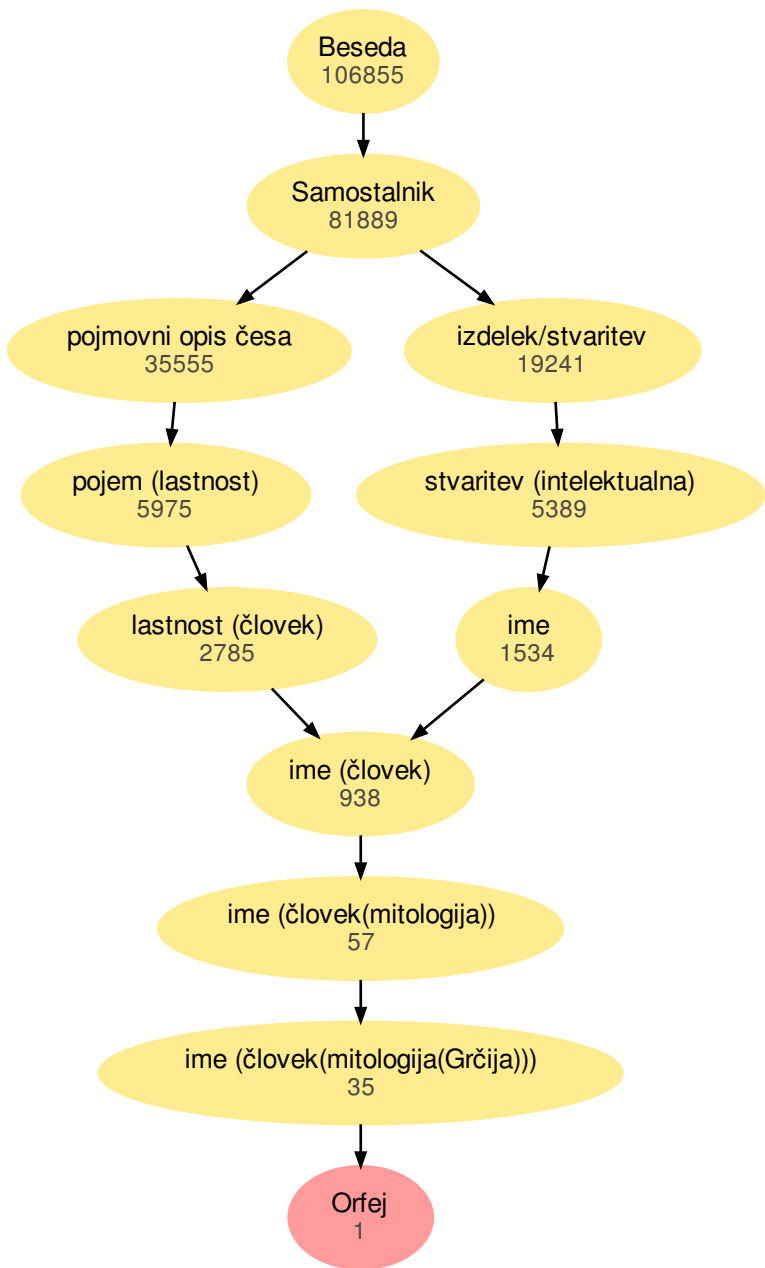 Beseda
106855
Samostalnik
81889
pojmovni opis česa
35555
izdelek/stvaritev
19241
pojem (lastnost)
5975
stvaritev (intelektualna)
5389
lastnost (človek)
2785
ime
1534
ime (človek)
938
ime (človek(mitologija))
57
ime (človek(mitologija(Grčija)))
35
Orfej
1